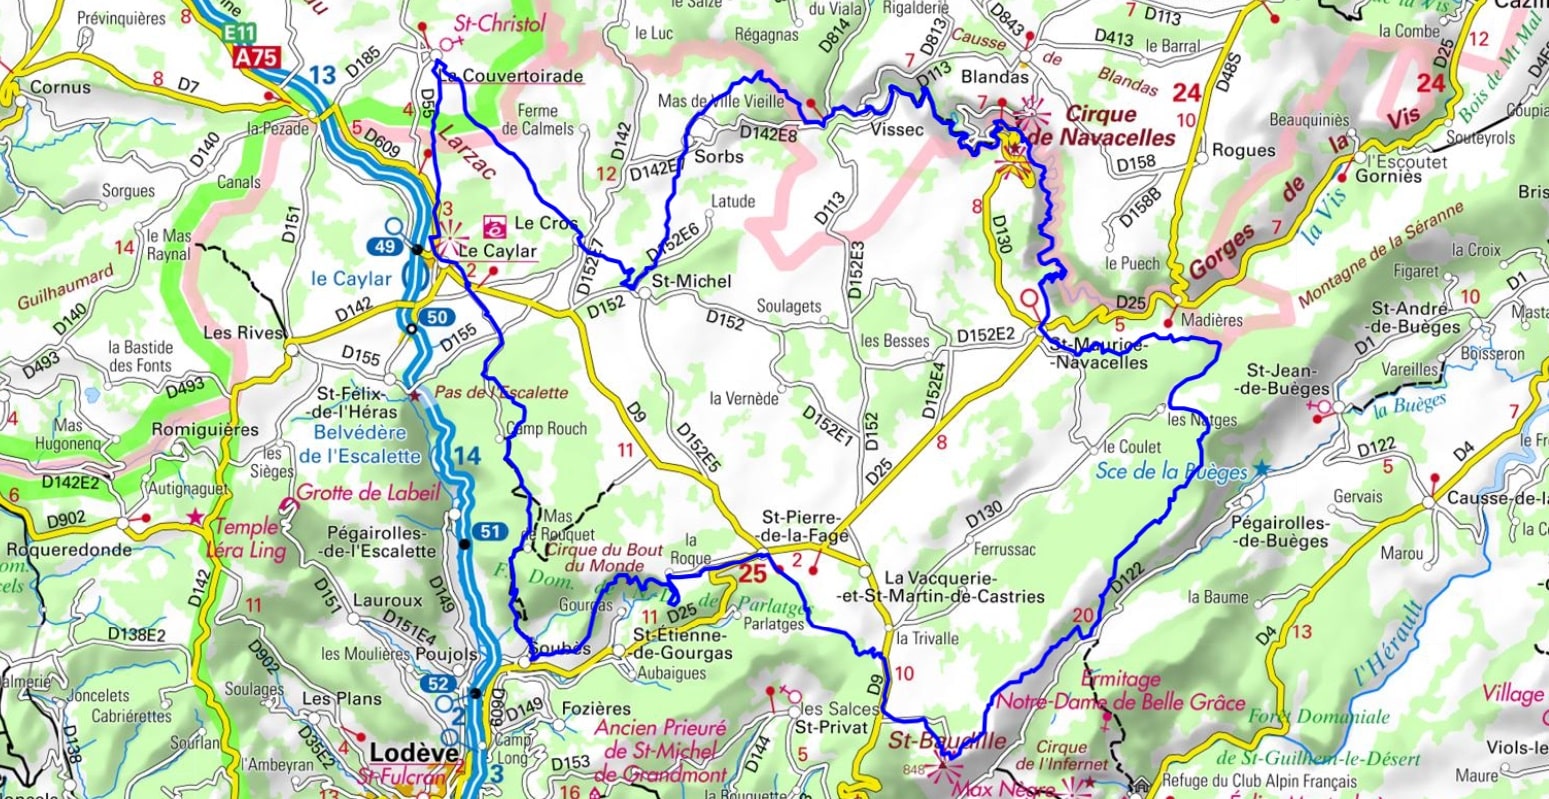 Prévinquières
8
E11
A75
13
D185
St-Christol
le Luc
Régagnas
du Viala
Rigalderie
D814
D813
D843
7
D113
D413
le Barral
la Combe
D25
12
Cornus
8
D7
la Pezade
5
D609
4
D55
La Couvertoirade
Larzac
Ferme
de Calmels
D142
Mas de Ville Vieille
D142E8
D142E7
Sorbs
Vissec
7
D113
Causse
de
Blandas
Blandas
7
Cirque
de Navacelles
24
10
D48S
24
Bois de Mt Mal
Beauquiniès
la
Vis
Souteyrols
l'Escoutet
Gorniès
D140
Sorgues
Canals
D151
3
12
Le Cros
Latude
D152E6
D113
D158
Rogues
D158B
8
D130
de
la Vis
7
Gorges
14
le Mas
Raynal
Guilhaumard
49
le Caylar
Le Caylar
2
D152E7
St-Michel
D152
D152
D152E3
Soulagets
le Puech
D25
5
Madières
Montagne de la Séranne
la Croix
Figaret
D1
10
St-André-
-de-Buèges
D140
D493
Les Rives
D142
50
D155
D155
la Bastide
des Fonts
D493
les Besses
D152E2
St-Maurice-
-Navacelles
D1
Boisseron
Vareilles
St-Jean-
-de-Buèges
la Buèges
St-Félix-
-de-l'Héras
Pas de l'Escalette
Belvédère
de l'Escalette
4
Mas
Hugonenq
Romiguières
la Vernède
D152E1
D152E4
D152
les Natges
le Coulet
Sce de la Buèges
D9
11
D152E5
8
D25
D122
5
D4
7
D142E2
Autignaguet
les
Sièges
Camp Rouch
14
6
D902
Roqueredonde
Temple
Léra Ling
Grotte de Labeil
Pégairolles-
-de-l'Escalette
51
Mas
de Rouquet
Cirque du Bout
du Monde
la
Roque
St-Pierre-
-de-la-Fage
2
25
D130
Ferrussac
Gervais
Causse-de-la
Pégairolles-
-de-Buèges
Marou
D142
11
D151
Lauroux
D149
D151E4
Gourgas
11
D25
Parlatges
La Vacquerie-
-et-St-Martin-de-Castries
D122
20
la Baume
D4
13
l'Hérault
D138E2
D902
les Moulières
Poujols
Soubès
St-Étienne-
-de-Gourgas
Aubaigues
la Trivalle
10
D9
Joncelets
Cabriérettes
Soulages
Les Plans
52
D609
D149
Fozières
les Salces
St-Privat
Ermitage
Notre-Dame de Belle Grâce
Village
Forêt Domaniale
de St-Guilhem-le-Désert
D138
Sourlan
D35E2
4
l'Ambeyran
Lodève
St-Fulcran
Camp
Long
D153
16
Ancien Prieuré
de St-Michel
de Grandmont
D144
5
la Rouquette
St-Baudille
848
Cirque
de l'Infernet
Max Nègre
Refuge du Club Alpin Français
Viols-le
Maure
13